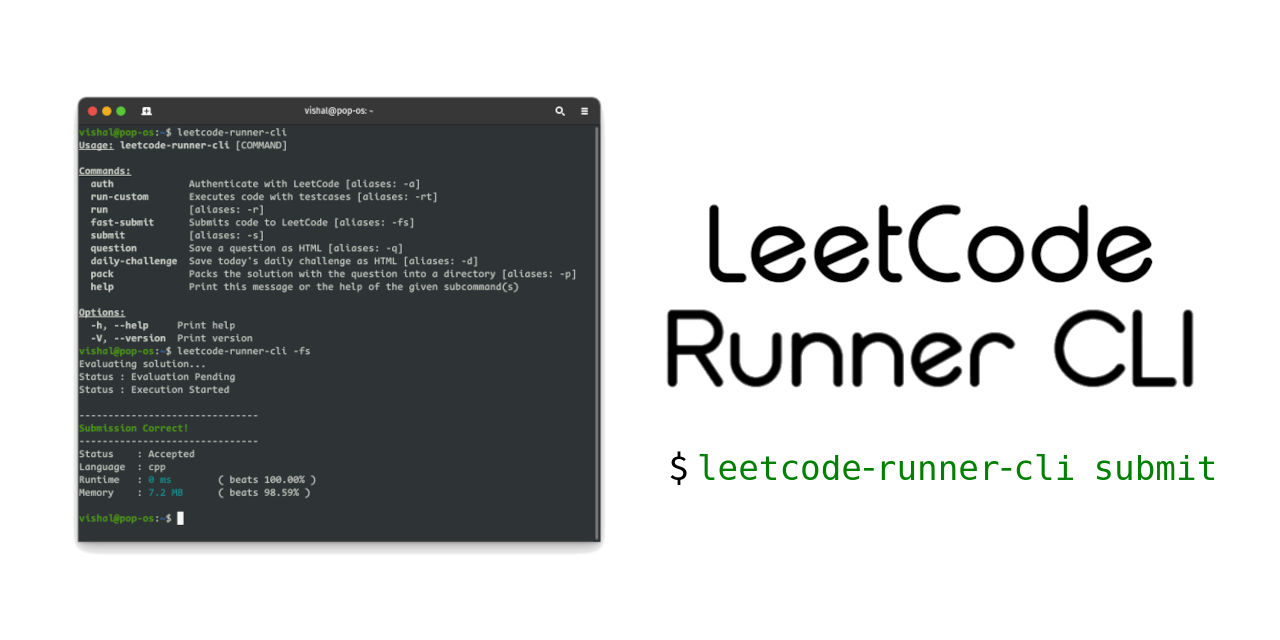 vishal@pop-os: ~
vishal@pop-os:~$ leetcode-runner-cli
Usage: leetcode-runner-cli [COMMAND]
Commands:
auth Authenticate with LeetCode [aliases: -a]
run-custom Executes code with testcases [aliases: -rt]
run [aliases: -r]
fast-submit Submits code to LeetCode [aliases: -fs]
submit [aliases: -s]
question Save a question as HTML [aliases: -q]
daily-challenge Save today's daily challenge as HTML [aliases: -d]
pack Packs the solution with the question into a directory [aliases: -p]
help Print this message or the help of the given subcommand(s)
Options:
-h, --help Print help
-V, --version Print version
vishal@pop-os:~$ leetcode-runner-cli -fs
Evaluating solution...
Status : Evaluation Pending
Status : Execution Started
-------------------------------
Submission Correct!
-------------------------------
Status : Accepted
Language : cpp
Runtime : 0 ms ( beats 100.00% )
Memory : 7.2 MB ( beats 98.59% )
vishal@pop-os:~$
LeetCode
Runner CLI
$ leetcode-runner-cli submit